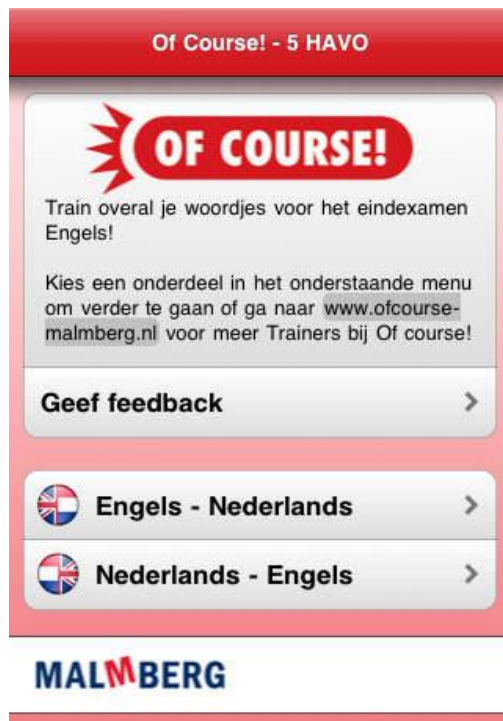 Of Course! - 5 HAVO
OF COURSE!
Train overal je woordjes voor het eindexamen
Engels!
Kies een onderdeel in het onderstaande menu
om verder te gaan of ga naar www.ofcourse-
malmberg.nl voor meer Trainers bij Of course!
Geef feedback
Engels - Nederlands
Nederlands - Engels
MALMBERG